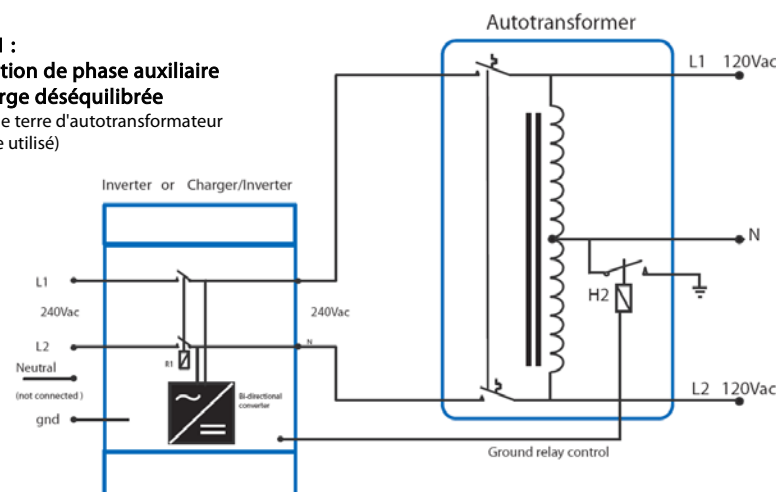 Autotransformer
1 :
tion de phase auxiliaire
rge déséquilibrée
e terre d'autotransformateur
e utilisé)
L1 120Vac
Inverter or Charger/Inverter
N
L1
240Vac
240Vac
H2
L2
N
Neutral
R1
(not connected )
Bi-directional
converter
L2 120Vac
gnd
Ground relay control